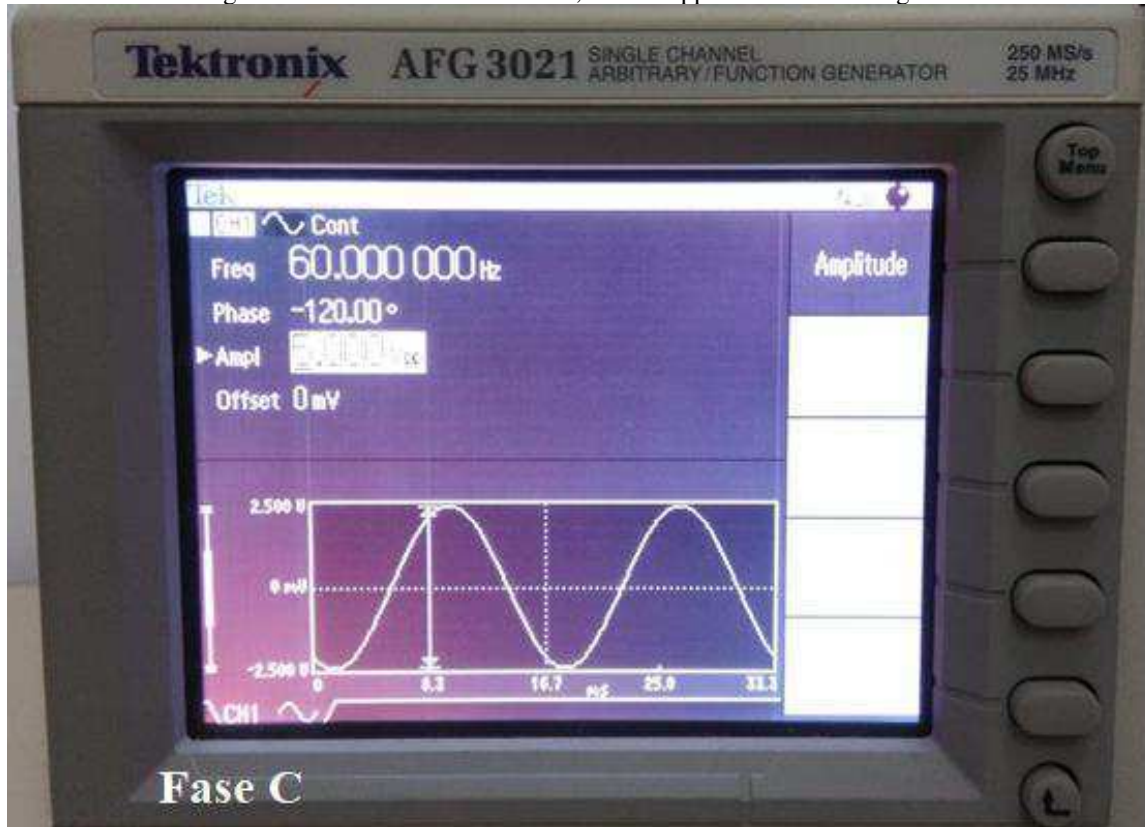 Tektronix AFG 3021 SINGLE CHANNEL ARBITRARY/FUNCTION GENERATOR
250 MS/s
25 MHz
Top Menu
Tek
CH1 Cont
Freq 60.000 000 Hz
Phase -120.00°
Ampl 5.000
Offset 0 mV
Amplitude
2.500 V
0 mV
-2.500 V
0 8.3 16.7 mS 25.0 33.3
CH1
Fase C